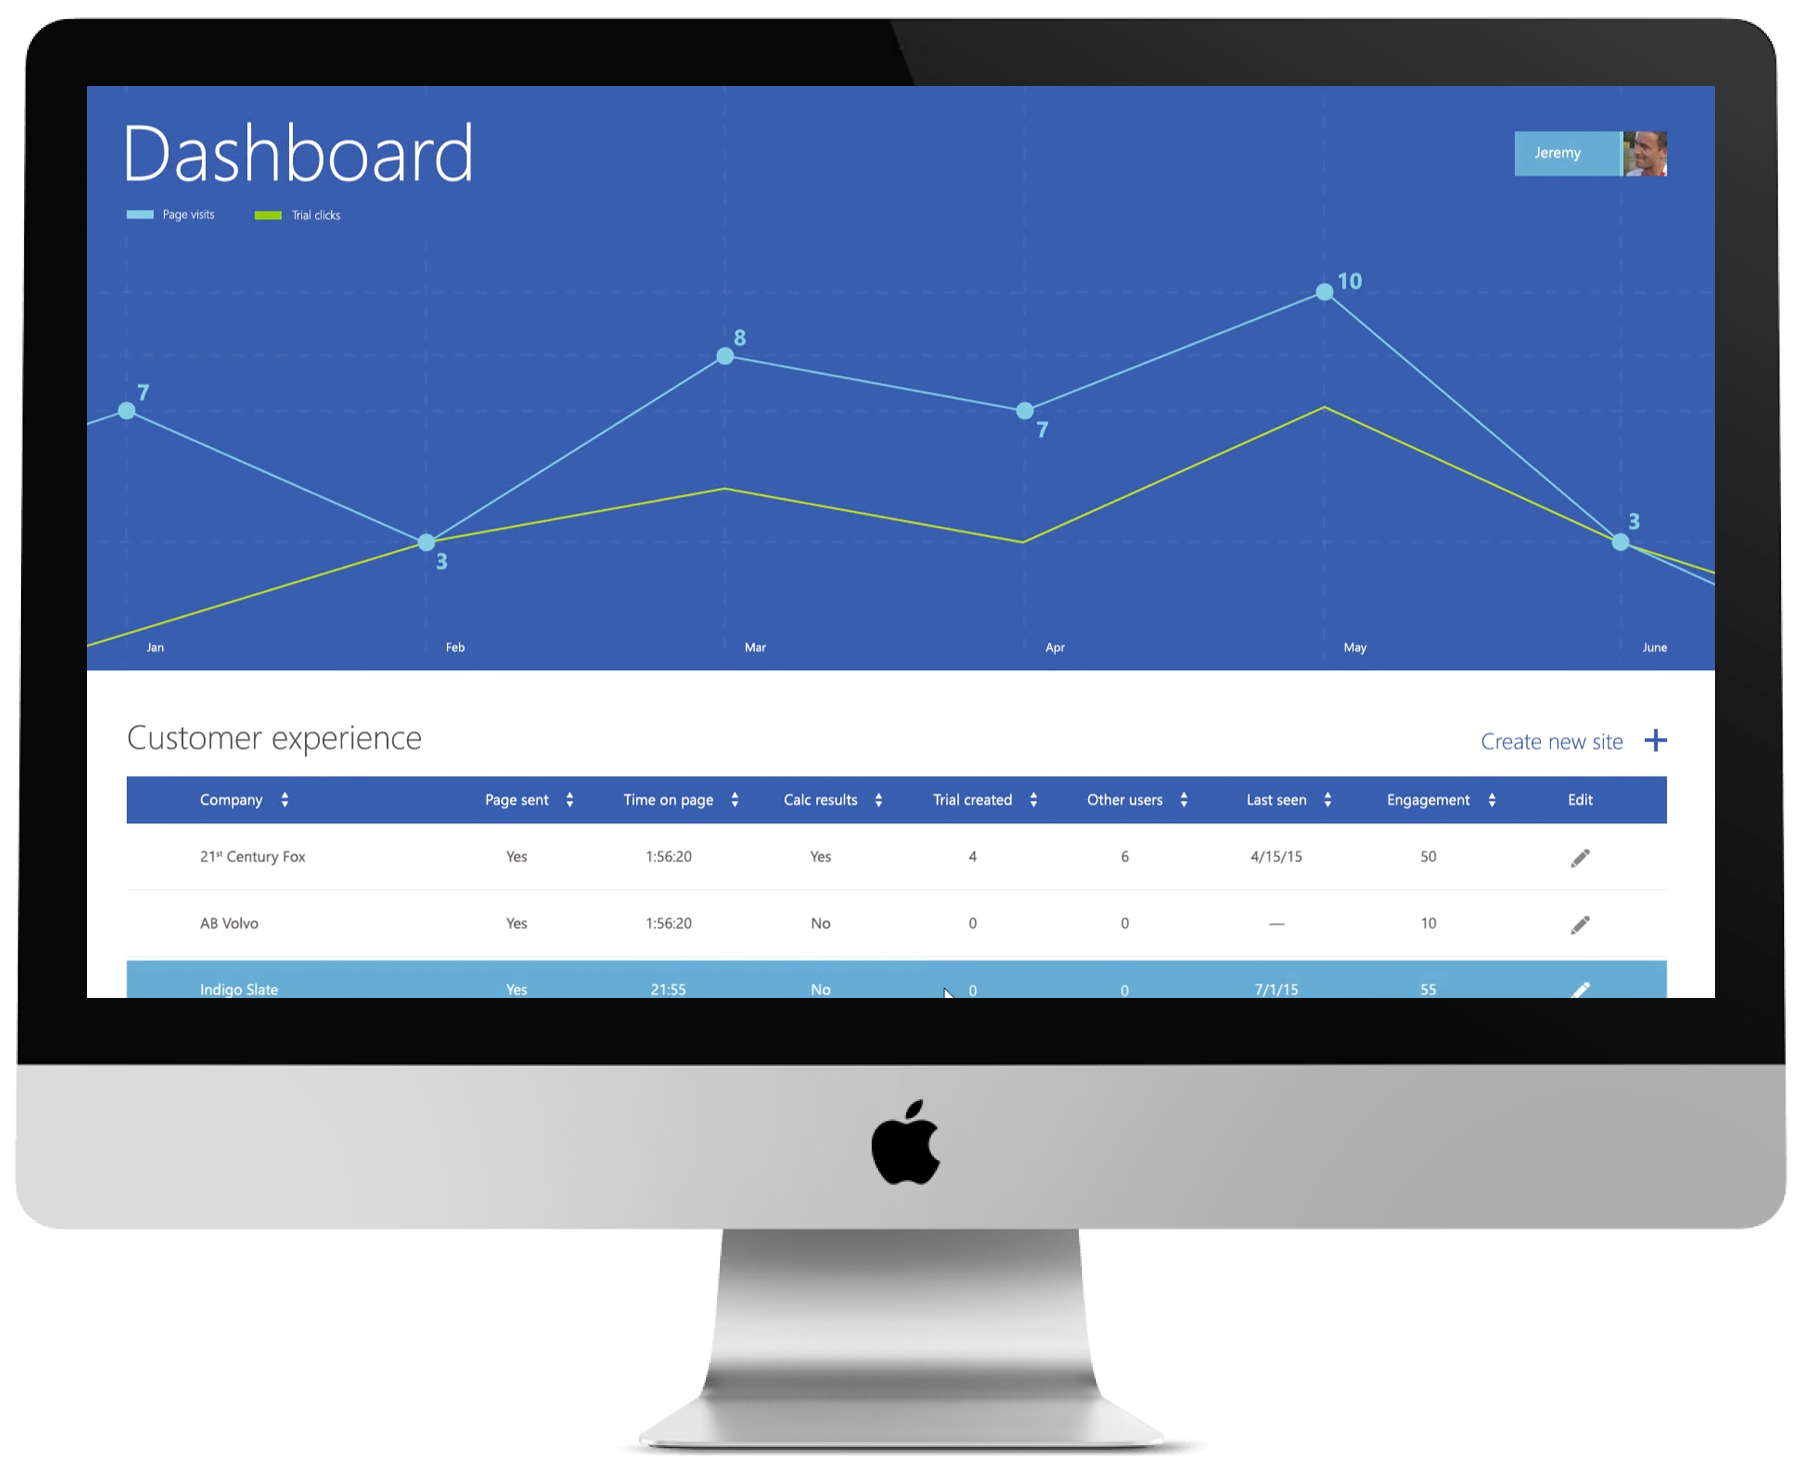 Dashboard
Jeremy
Page visits Trial clicks
10
8
7
7
3
3
Jan Feb Mar Apr May June
Customer experience
Create new site +
Company Page sent Time on page Calc results Trial created Other users Last seen Engagement Edit
21st Century Fox Yes 1:56:20 Yes 4 6 4/15/15 50
AB Volvo Yes 1:56:20 No 0 0 — 10
Indigo Slate Yes 21:55 No 0 0 7/1/15 55